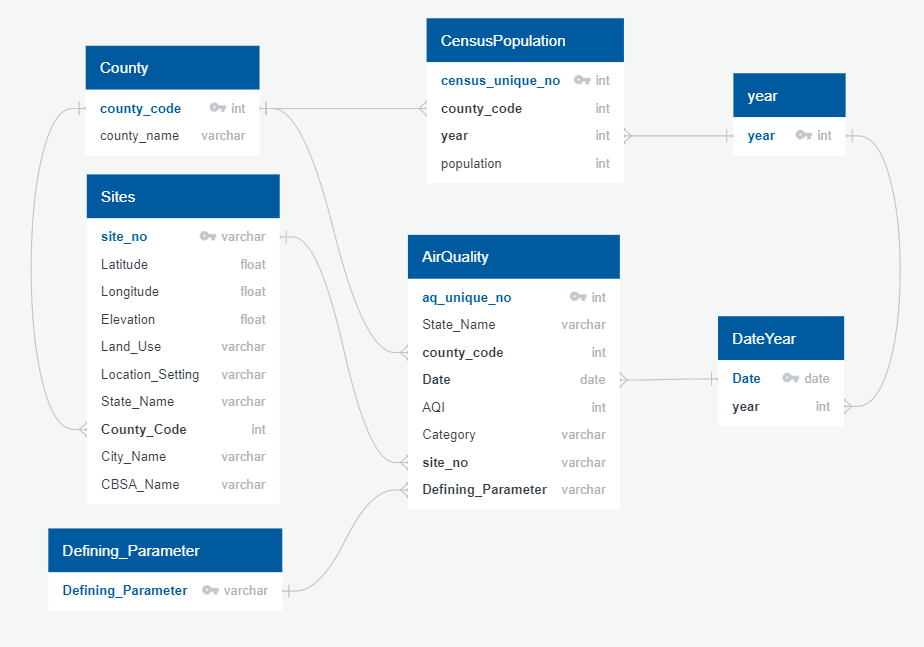 County
county_code int
county_name varchar
CensusPopulation
census_unique_no int
county_code int
year int
population int
year
year int
Sites
site_no varchar
Latitude float
Longitude float
Elevation float
Land_Use varchar
Location_Setting varchar
State_Name varchar
County_Code int
City_Name varchar
CBSA_Name varchar
AirQuality
aq_unique_no int
State_Name varchar
county_code int
Date date
AQI int
Category varchar
site_no varchar
Defining_Parameter varchar
DateYear
Date date
year int
Defining_Parameter
Defining_Parameter varchar